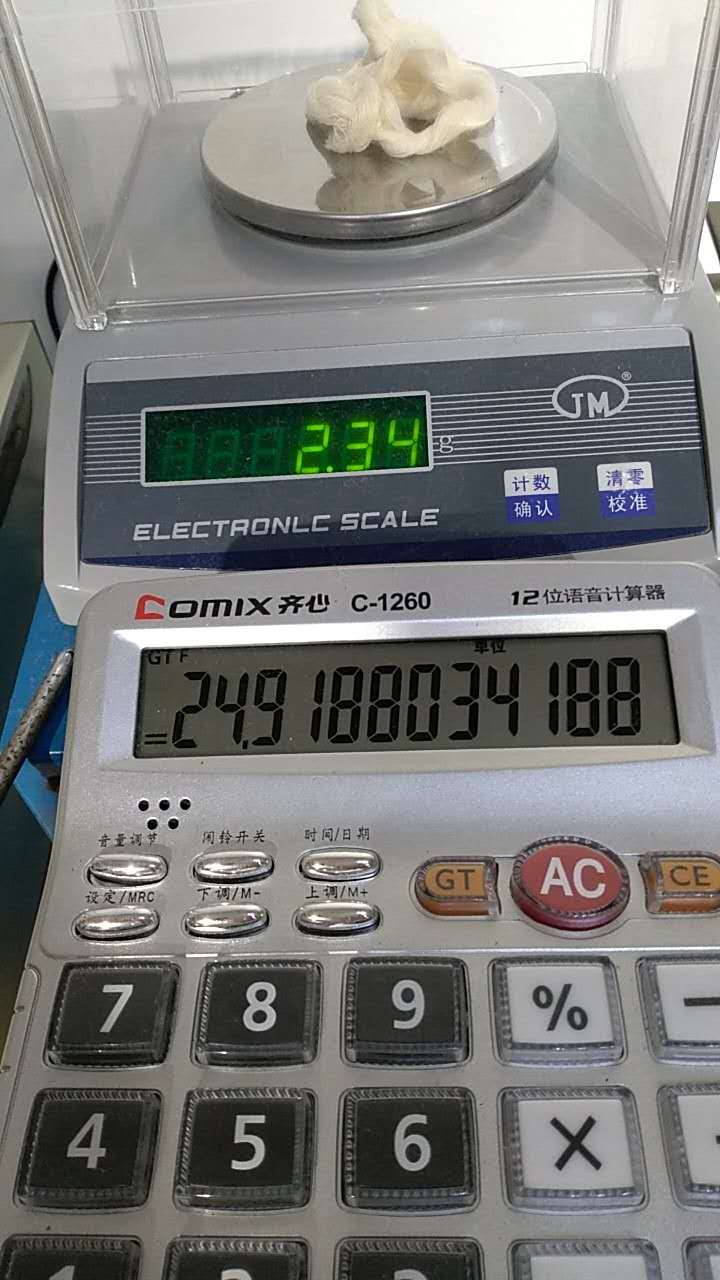 JM®
2.34 g
计数 清零
确认 校准
ELECTRONLC SCALE
COMIX 齐心 C-1260 12位语音计算器
GT F 单位
=24.9188034188
音量调节 闹铃开关 时间/日期
设定/MRC 下调/M- 上调/M+
GT AC CE
7 8 9 % −
4 5 6 ×